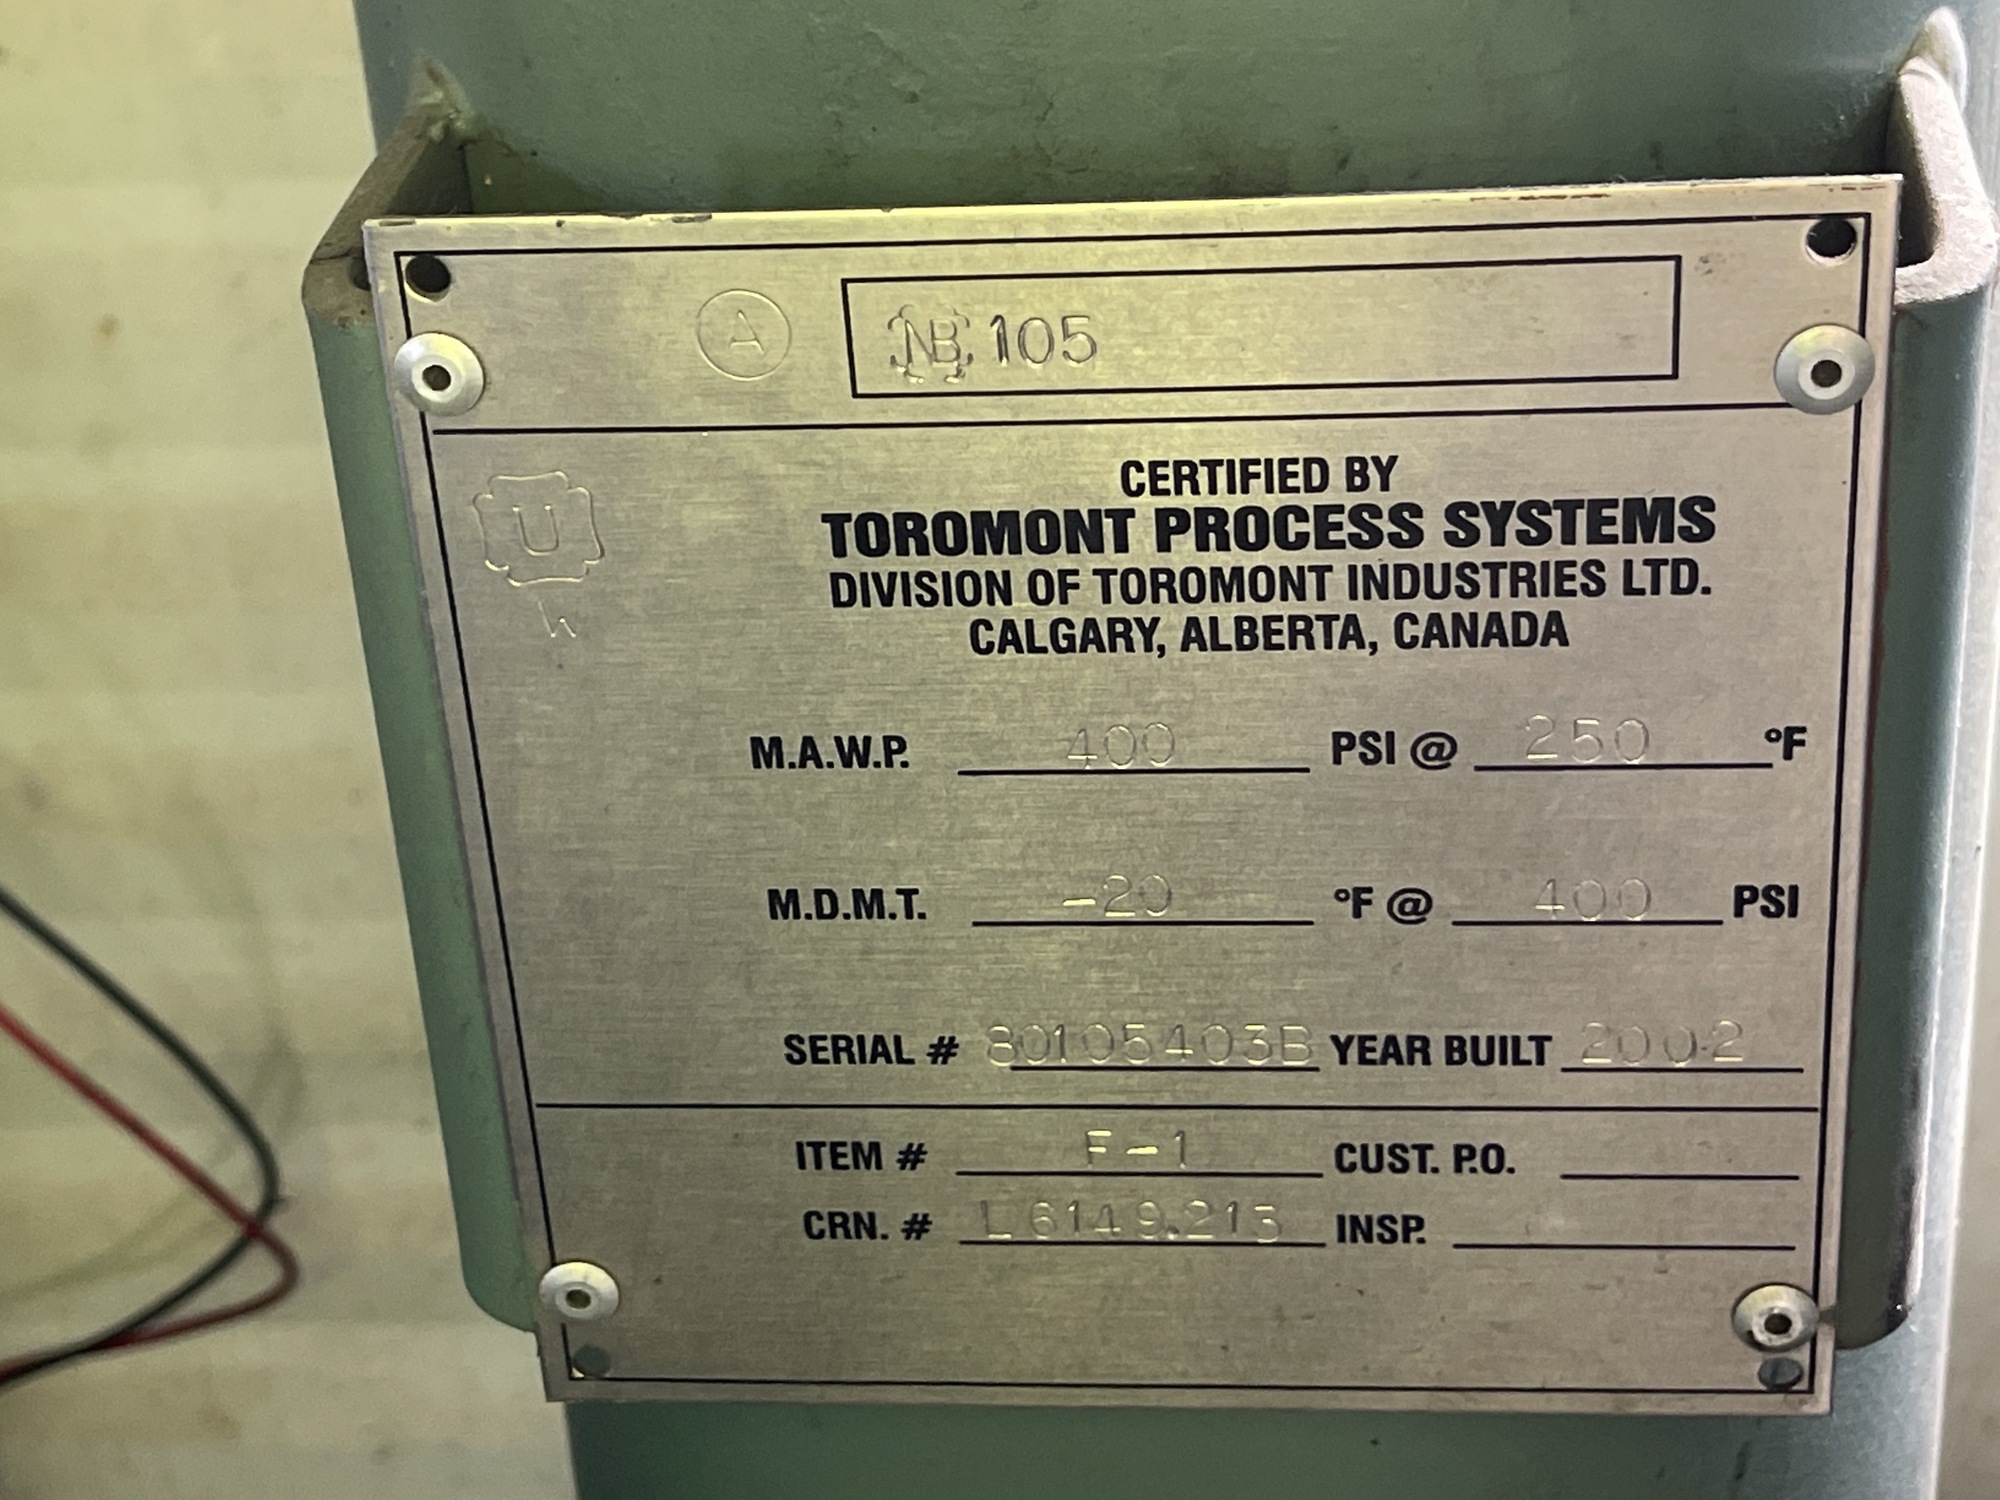 A NB 105
U
W
CERTIFIED BY
TOROMONT PROCESS SYSTEMS
DIVISION OF TOROMONT INDUSTRIES LTD.
CALGARY, ALBERTA, CANADA
M.A.W.P. 400 PSI @ 250 °F
M.D.M.T. -20 °F @ 400 PSI
SERIAL # 80105403B YEAR BUILT 2002
ITEM # F-1 CUST. P.O.
CRN. # L6149.213 INSP.